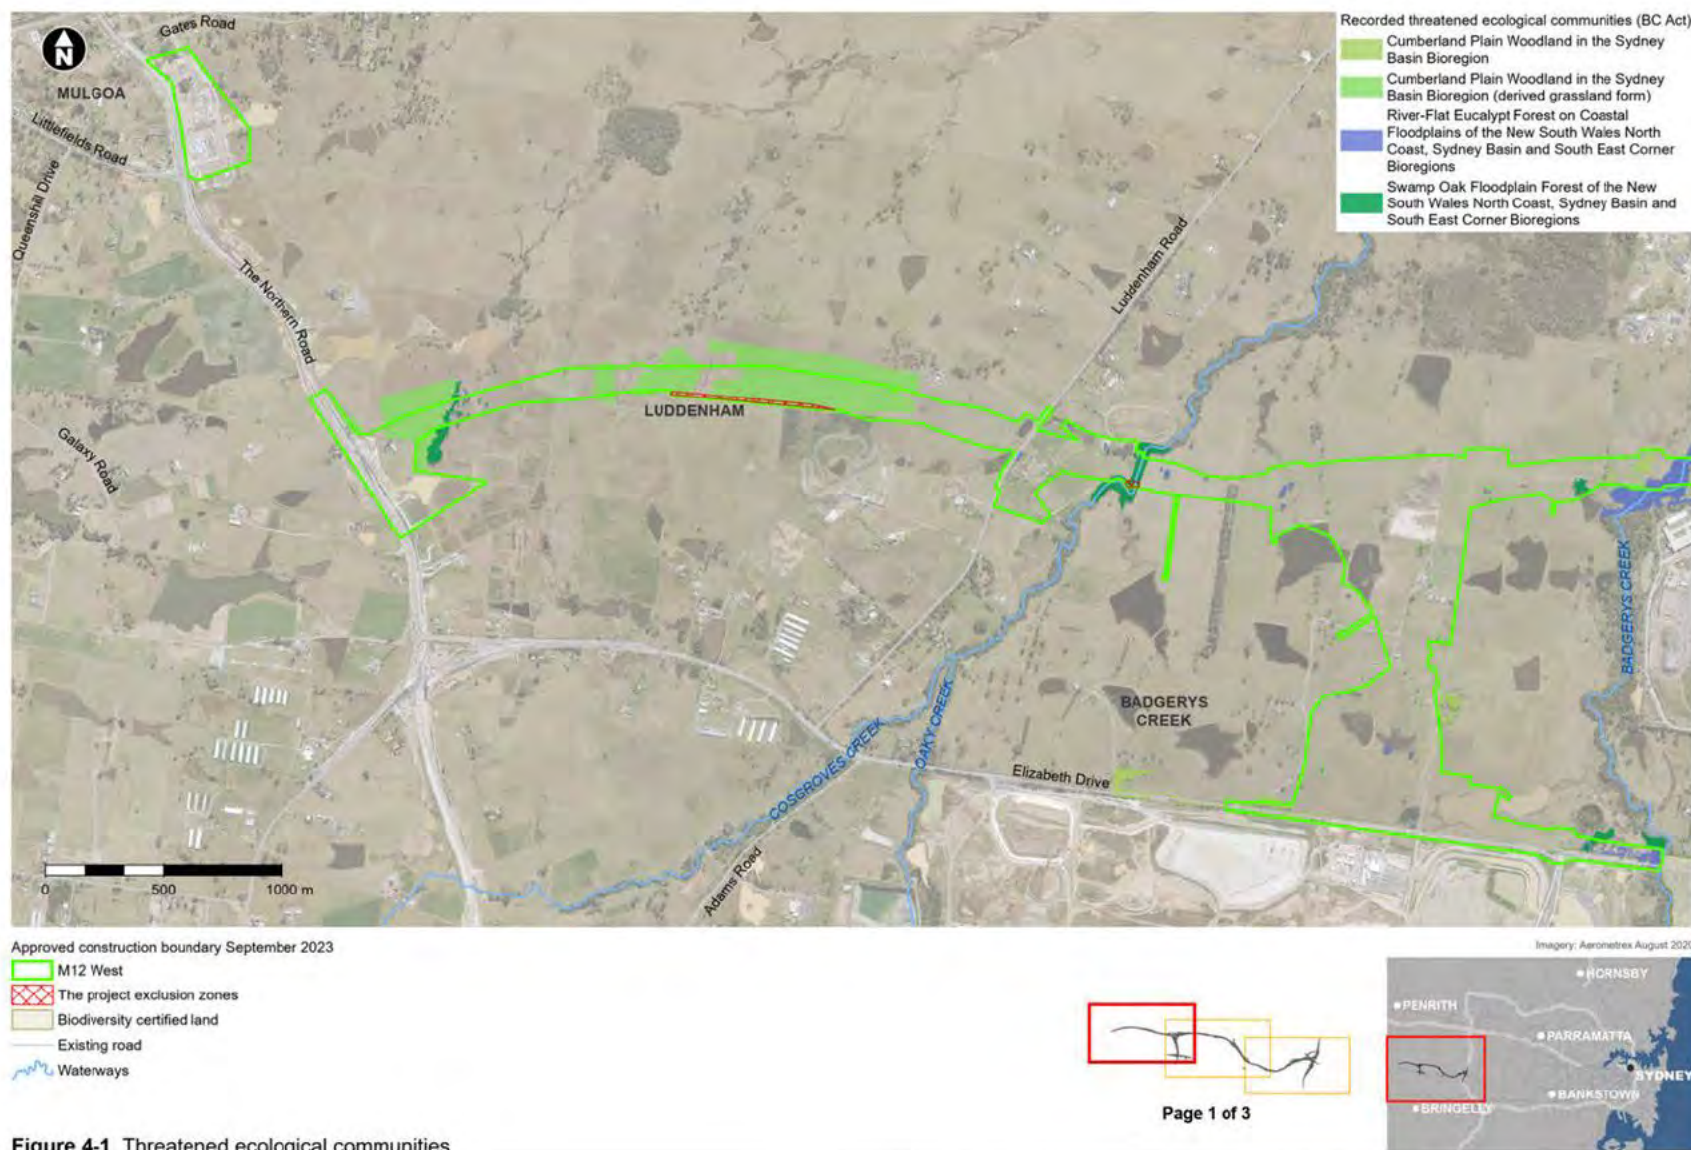 Gates Road
N
MULGOA
Littlefields Road
Queenshill Drive
The Northern Road
Galaxy Road
LUDDENHAM
Luddenham Road
BADGERYS
CREEK
BADGERYS CREEK
OAKY CREEK
COSGROVES CREEK
Elizabeth Drive
Adams Road
0 500 1000 m
Recorded threatened ecological communities (BC Act)
Cumberland Plain Woodland in the Sydney
Basin Bioregion
Cumberland Plain Woodland in the Sydney
Basin Bioregion (derived grassland form)
River-Flat Eucalypt Forest on Coastal
Floodplains of the New South Wales North
Coast, Sydney Basin and South East Corner
Bioregions
Swamp Oak Floodplain Forest of the New
South Wales North Coast, Sydney Basin and
South East Corner Bioregions
Approved construction boundary September 2023
M12 West
The project exclusion zones
Biodiversity certified land
Existing road
Waterways
Imagery: Aerometrex August 2020
Page 1 of 3
HORNSBY
PENRITH
PARRAMATTA
SYDNEY
BANKSTOWN
BRINGELLY
Figure 4-1 Threatened ecological communities